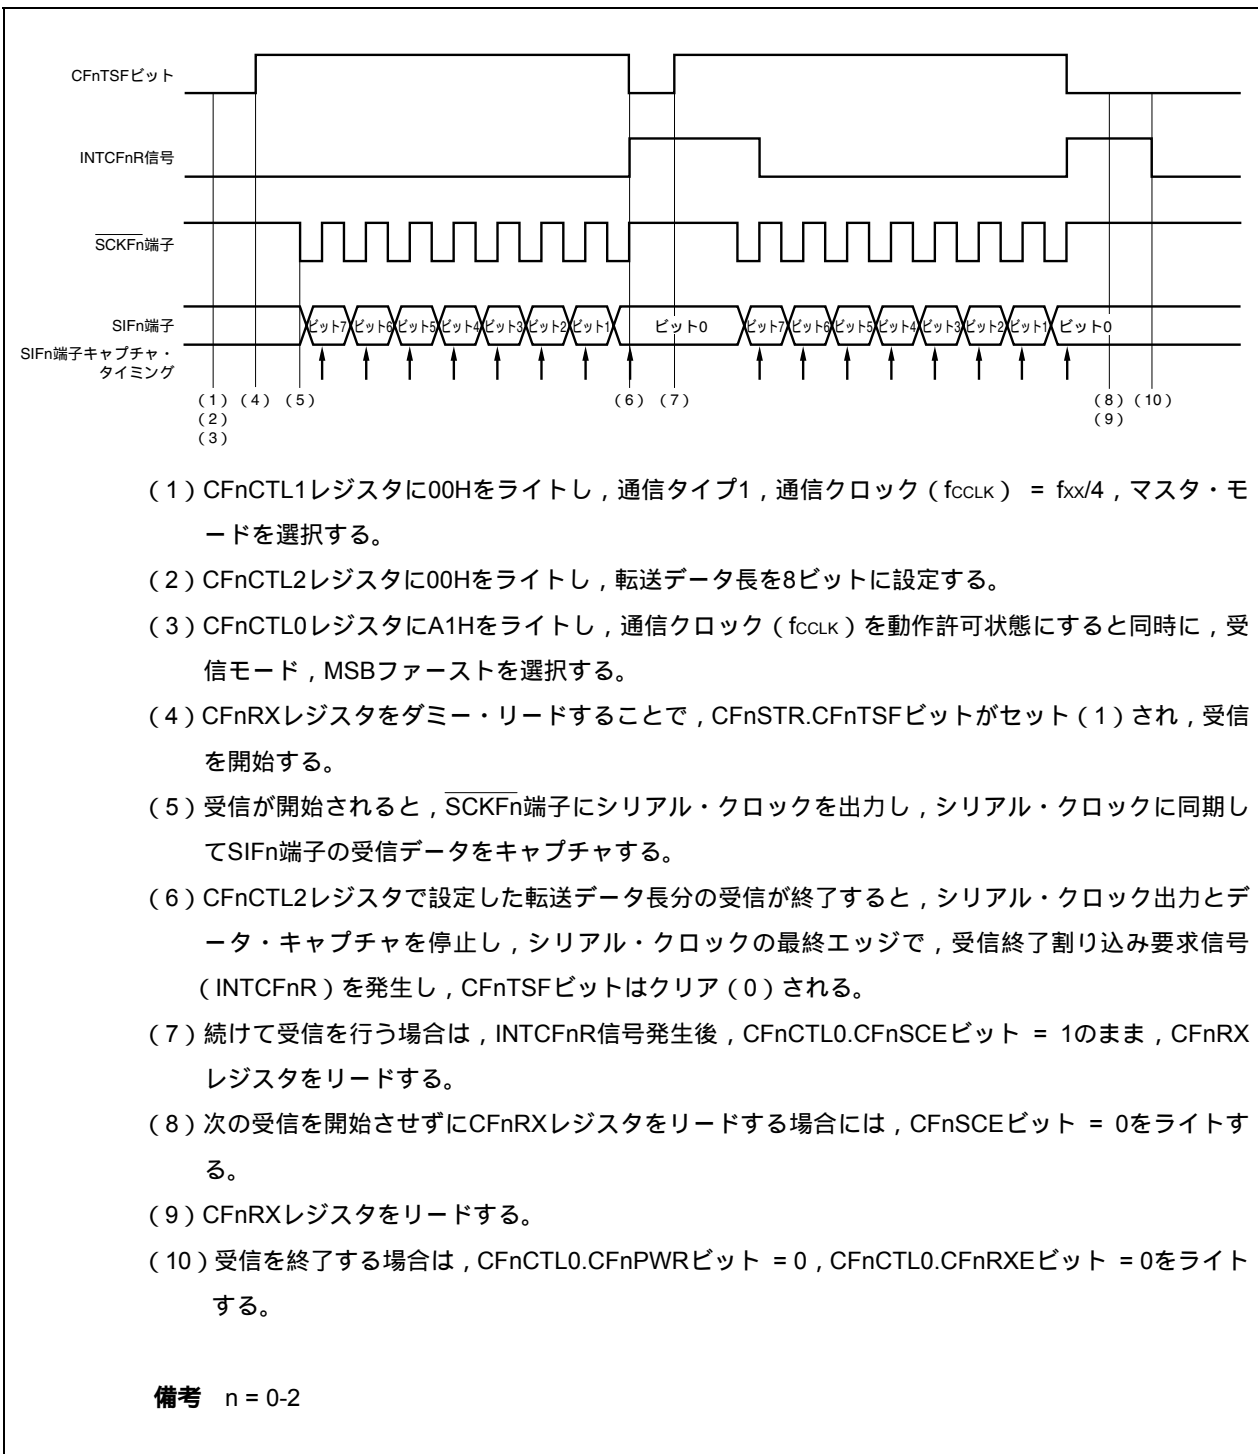 CFnTSFビット
INTCFnR信号
SCKFn端子
SIFn端子
ビット7 ビット6 ビット5 ビット4 ビット3 ビット2 ビット1 ビット0 ビット7 ビット6 ビット5 ビット4 ビット3 ビット2 ビット1 ビット0
SIFn端子キャプチャ・
タイミング
（1）（4）（5）（6）（7）（8）（10）
（2）（9）
（3）
（1）CFnCTL1レジスタに00Hをライトし，通信タイプ1，通信クロック（fCCLK） = fXX/4，マスタ・モ
ードを選択する。
（2）CFnCTL2レジスタに00Hをライトし，転送データ長を8ビットに設定する。
（3）CFnCTL0レジスタにA1Hをライトし，通信クロック（fCCLK）を動作許可状態にすると同時に，受
信モード，MSBファーストを選択する。
（4）CFnRXレジスタをダミー・リードすることで，CFnSTR.CFnTSFビットがセット（1）され，受信
を開始する。
（5）受信が開始されると，SCKFn端子にシリアル・クロックを出力し，シリアル・クロックに同期し
てSIFn端子の受信データをキャプチャする。
（6）CFnCTL2レジスタで設定した転送データ長分の受信が終了すると，シリアル・クロック出力とデ
ータ・キャプチャを停止し，シリアル・クロックの最終エッジで，受信終了割り込み要求信号
（INTCFnR）を発生し，CFnTSFビットはクリア（0）される。
（7）続けて受信を行う場合は，INTCFnR信号発生後，CFnCTL0.CFnSCEビット = 1のまま，CFnRX
レジスタをリードする。
（8）次の受信を開始させずにCFnRXレジスタをリードする場合には，CFnSCEビット = 0をライトす
る。
（9）CFnRXレジスタをリードする。
（10）受信を終了する場合は，CFnCTL0.CFnPWRビット = 0，CFnCTL0.CFnRXEビット = 0をライト
する。
備考 n = 0-2